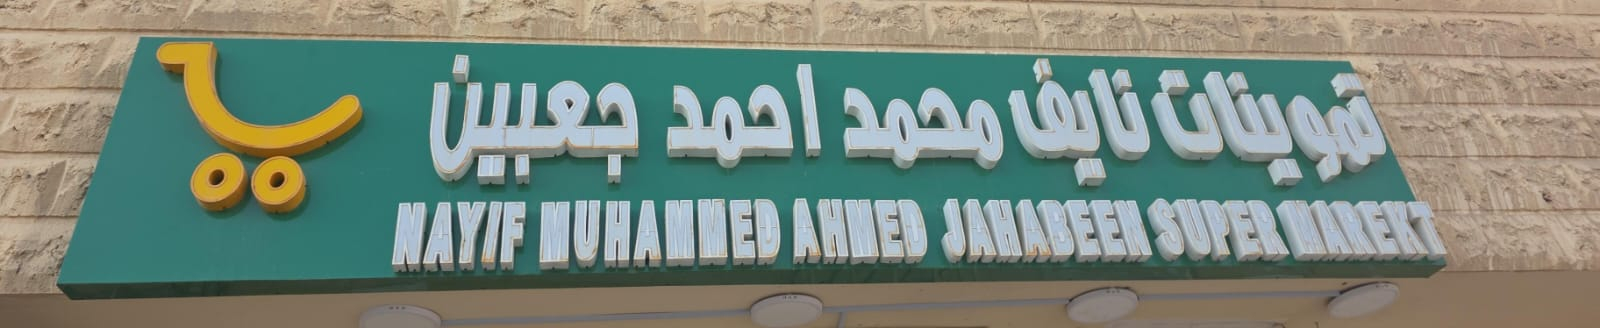 تموينات نايف محمد احمد جعبين
NAYIF MUHAMMED AHMED JAHABEEN SUPER MAREKT